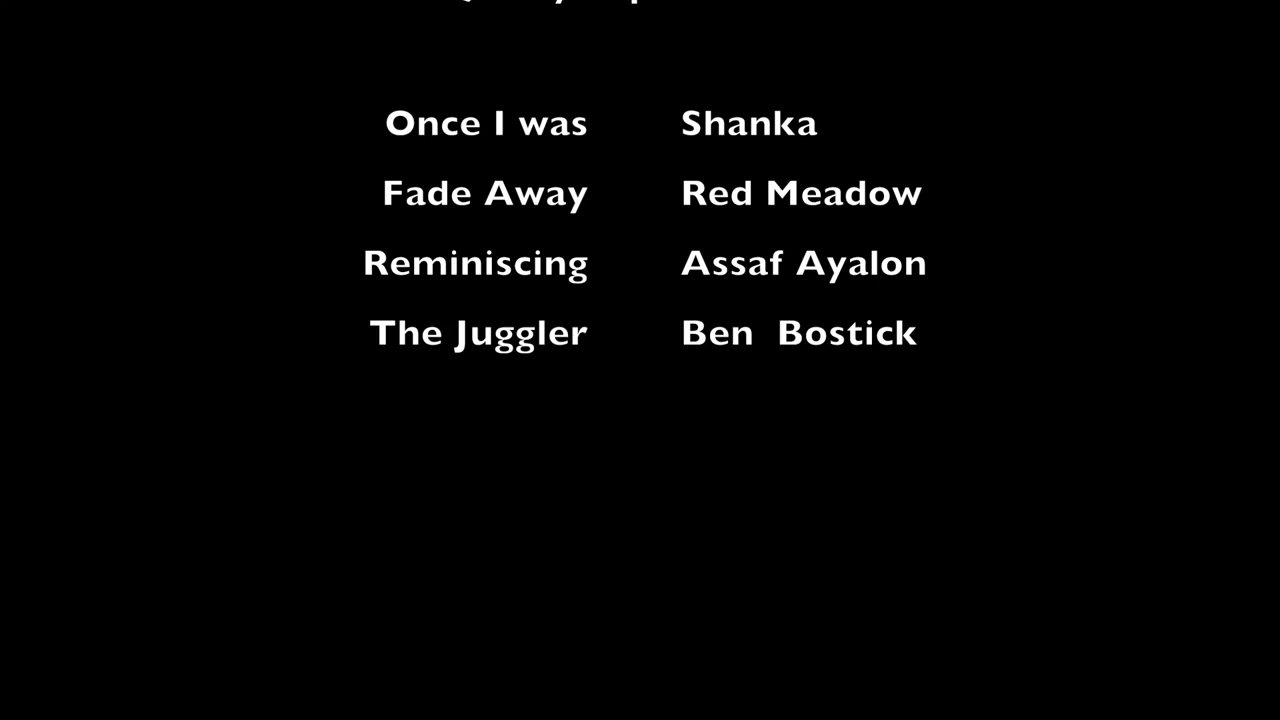 Once I was Shanka
Fade Away Red Meadow
Reminiscing Assaf Ayalon
The Juggler Ben  Bostick